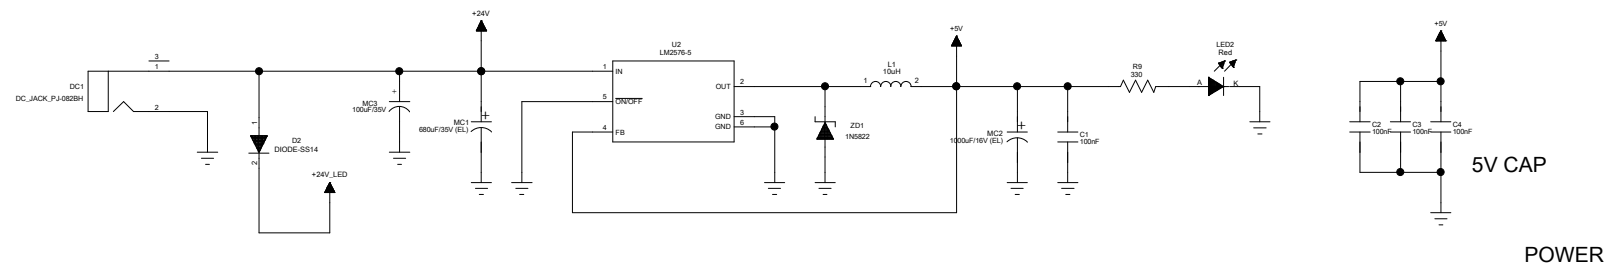 +24V
+5V
+5V
U2
LM2576-5
LED2
Red
3
1
DC1
DC_JACK_PJ-082BH
2
1
IN
2
OUT
L1
10uH
1
2
R9
330
A
K
MC3
100uF/35V
+
MC1
680uF/35V (EL)
+
5
ON/OFF
3
GND
GND
6
4
FB
1
D2
DIODE-SS14
2
ZD1
1N5822
+
MC2
1000uF/16V (EL)
C1
100nF
C2
100nF
C3
100nF
C4
100nF
+24V_LED
5V CAP
POWER